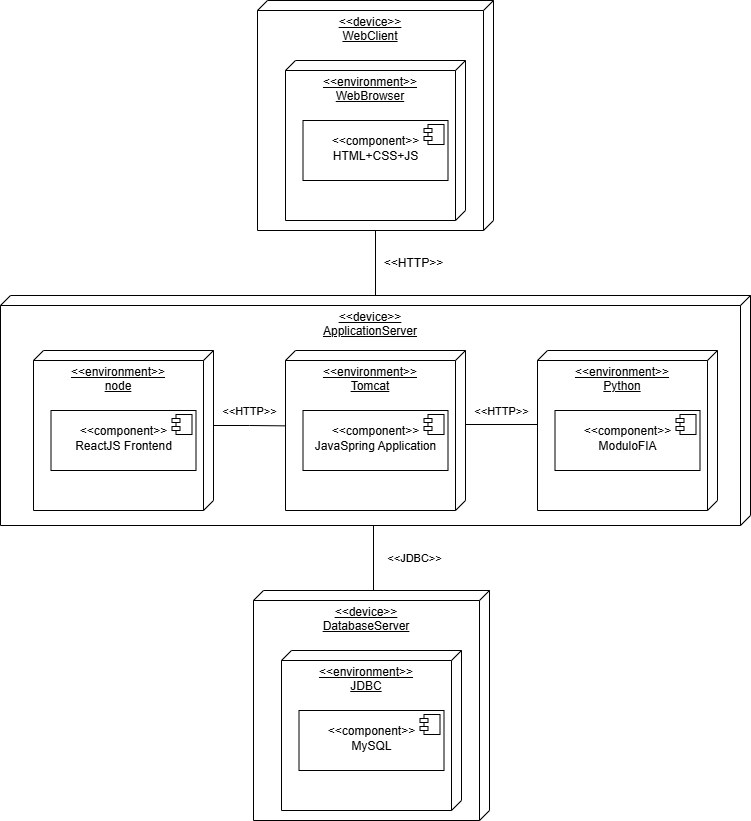 <<device>>
WebClient
<<environment>>
WebBrowser
<<component>>
HTML+CSS+JS
<<HTTP>>
<<device>>
ApplicationServer
<<environment>>
node
<<component>>
ReactJS Frontend
<<HTTP>>
<<environment>>
Tomcat
<<component>>
JavaSpring Application
<<HTTP>>
<<environment>>
Python
<<component>>
ModuloFIA
<<JDBC>>
<<device>>
DatabaseServer
<<environment>>
JDBC
<<component>>
MySQL